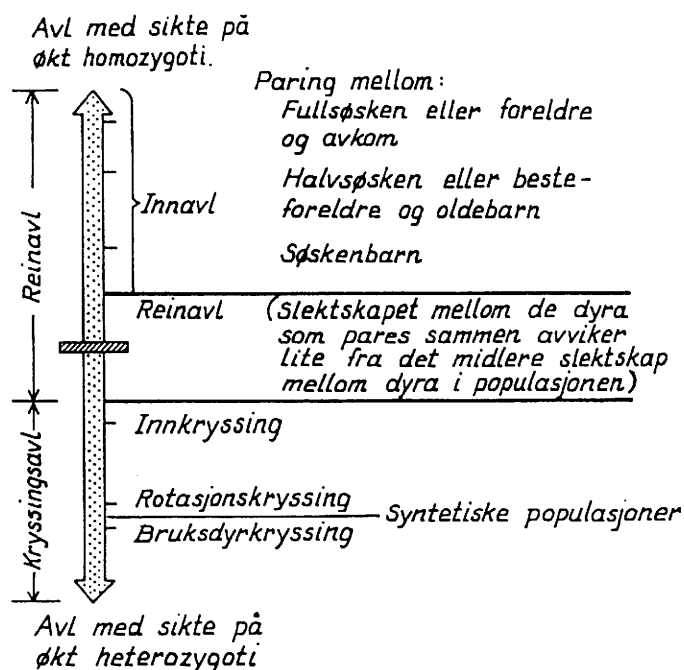 Avl med sikte på
økt homozygoti.
Paring mellom:
Fullsøsken eller foreldre
og avkom
Halvsøsken eller beste-
foreldre og oldebarn
Innavl
Søskenbarn
Reinavl
Reinavl (Slektskapet mellom de dyra
som pares sammen avviker
lite fra det midlere slektskap
mellom dyra i populasjonen)
Kryssingsavl
Innkryssing
Rotasjonskryssing
Syntetiske populasjoner
Bruksdyrkryssing
Avl med sikte på
økt heterozygoti